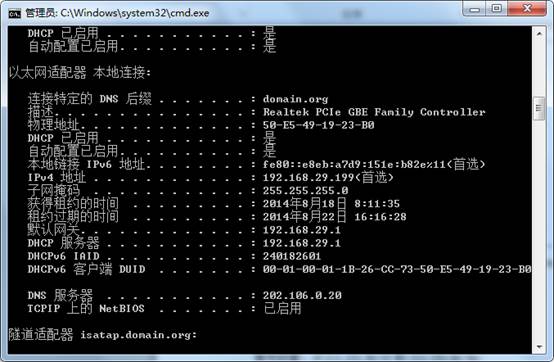 管理员: C:\Windows\system32\cmd.exe
DHCP 已启用 . . . . . . . . . . . : 是
自动配置已启用. . . . . . . . . . : 是
以太网适配器 本地连接:
连接特定的 DNS 后缀 . . . . . . . : domain.org
描述. . . . . . . . . . . . . . . : Realtek PCIe GBE Family Controller
物理地址. . . . . . . . . . . . . : 50-E5-49-19-23-B0
DHCP 已启用 . . . . . . . . . . . : 是
自动配置已启用. . . . . . . . . . : 是
本地链接 IPv6 地址. . . . . . . . : fe80::e8eb:a7d9:151e:b82e%11(首选)
IPv4 地址 . . . . . . . . . . . . : 192.168.29.199(首选)
子网掩码 . . . . . . . . . . . . : 255.255.255.0
获得租约的时间 . . . . . . . . . : 2014年8月18日 8:11:35
租约过期的时间 . . . . . . . . . : 2014年8月22日 16:16:28
默认网关. . . . . . . . . . . . . : 192.168.29.1
DHCP 服务器 . . . . . . . . . . . : 192.168.29.1
DHCPv6 IAID . . . . . . . . . . . : 240182601
DHCPv6 客户端 DUID . . . . . . . : 00-01-00-01-1B-26-CC-73-50-E5-49-19-23-B0
DNS 服务器 . . . . . . . . . . . : 202.106.0.20
TCPIP 上的 NetBIOS . . . . . . . : 已启用
隧道适配器 isatap.domain.org: